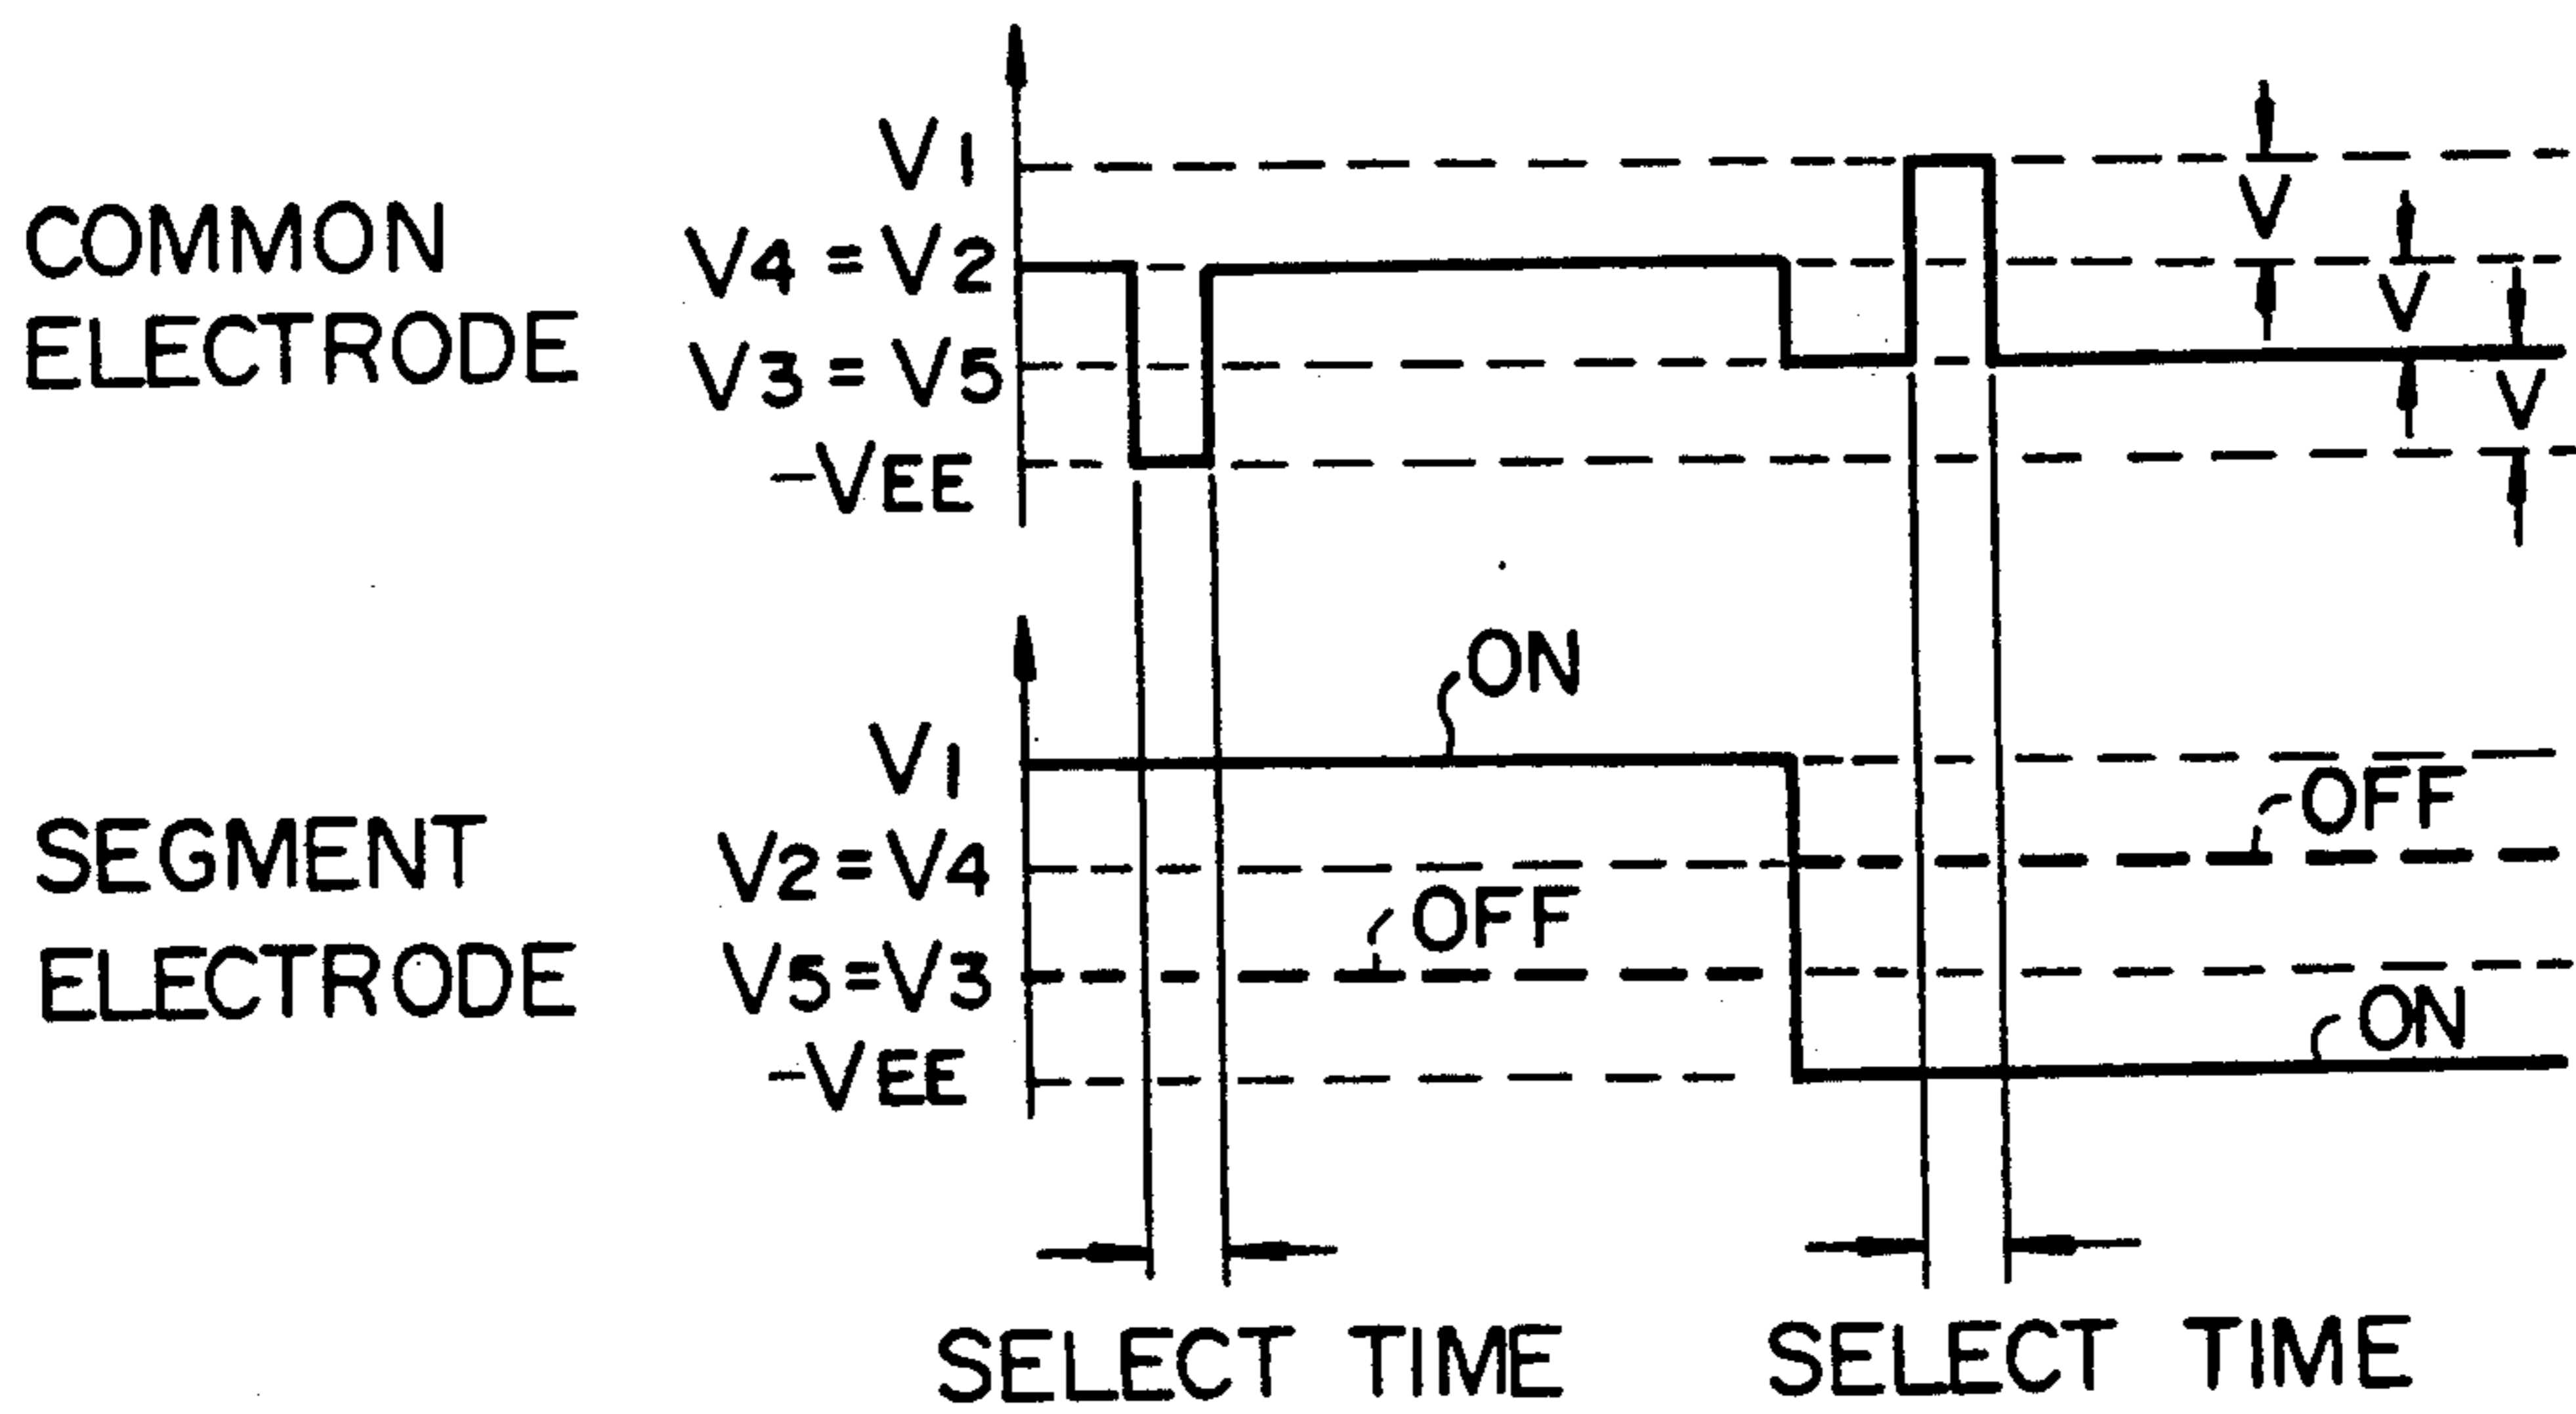 COMMON
ELECTRODE
V1
V4 = V2
V3 = V5
-VEE
V
V
V
SEGMENT
ELECTRODE
V1
V2 = V4
V5 = V3
-VEE
ON
OFF
OFF
ON
SELECT TIME
SELECT TIME